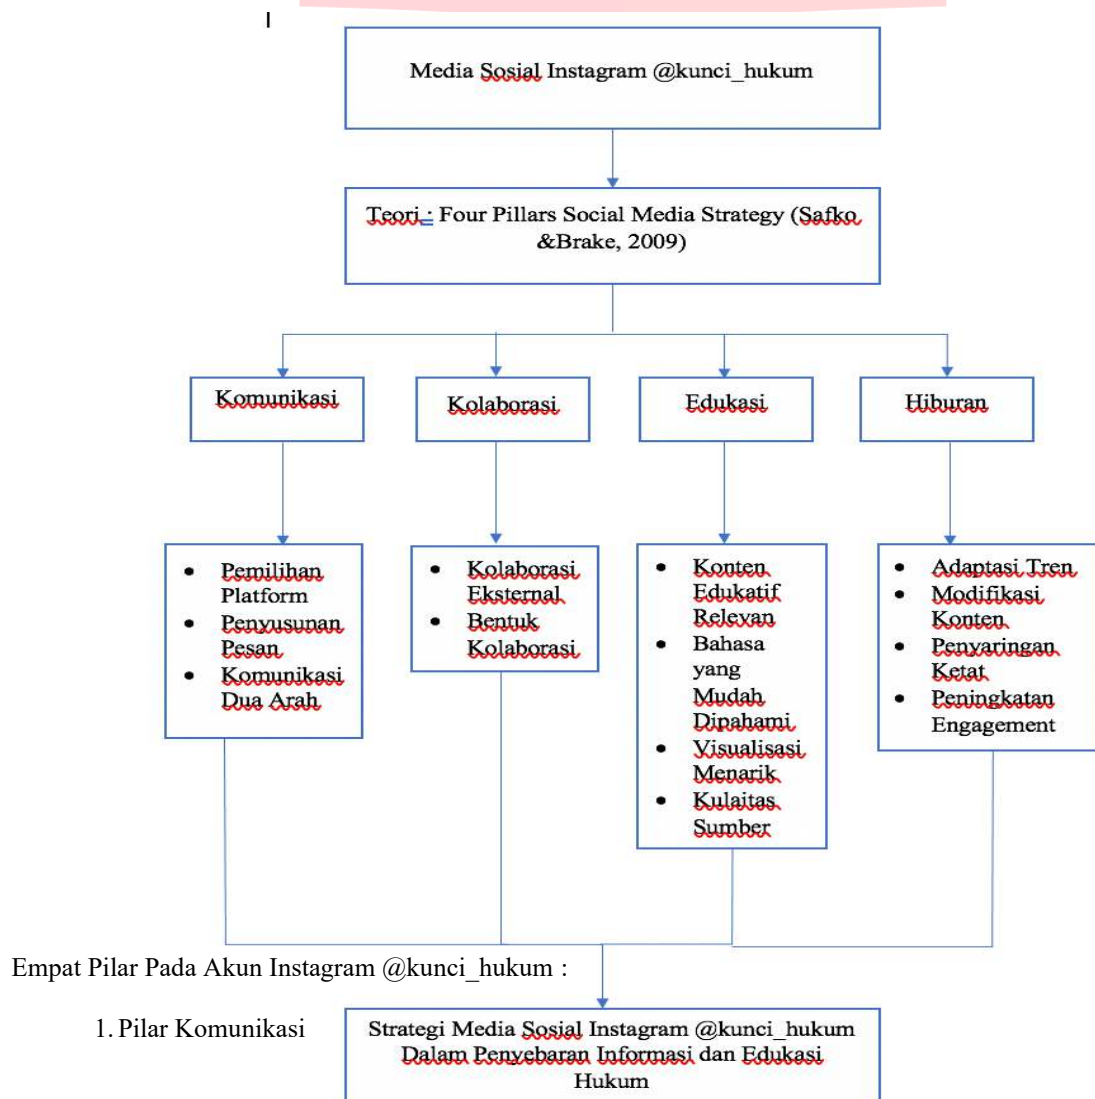 Media Sosial Instagram @kunci_hukum
Teori : Four Pillars Social Media Strategy (Safko
&Brake, 2009)
Komunikasi
Kolaborasi
Edukasi
Hiburan
• Pemilihan
Platform
• Penyusunan
Pesan
• Komunikasi
Dua Arah
• Kolaborasi
Eksternal
• Bentuk
Kolaborasi
• Konten
Edukatif
Relevan
• Bahasa
yang
Mudah
Dipahami
• Visualisasi
Menarik
• Kulaitas
Sumber
• Adaptasi Tren
• Modifikasi
Konten
• Penyaringan
Ketat
• Peningkatan
Engagement
Empat Pilar Pada Akun Instagram @kunci_hukum :
1. Pilar Komunikasi
Strategi Media Sosial Instagram @kunci_hukum
Dalam Penyebaran Informasi dan Edukasi
Hukum